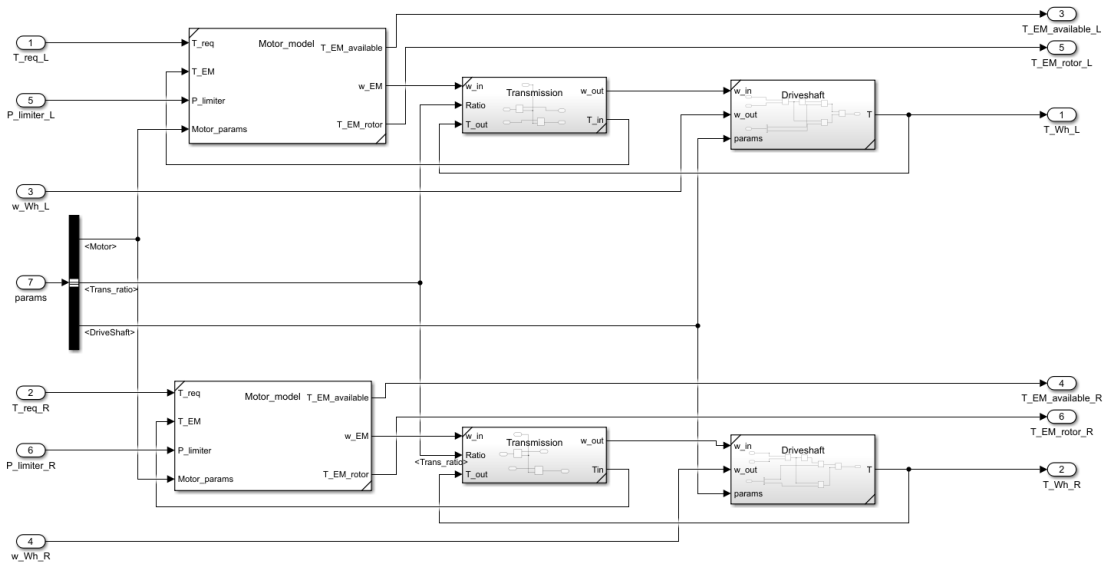 1
T_req_L
5
P_limiter_L
3
w_Wh_L
7
params
2
T_req_R
6
P_limiter_R
4
w_Wh_R
<Motor>
<Trans_ratio>
<DriveShaft>
Motor_model
T_req
T_EM
P_limiter
Motor_params
T_EM_available
w_EM
T_EM_rotor
Transmission
w_in
Ratio
T_out
w_out
T_in
Driveshaft
w_in
w_out
params
T
3
T_EM_available_L
5
T_EM_rotor_L
1
T_Wh_L
Motor_model
T_req
T_EM
P_limiter
Motor_params
T_EM_available
w_EM
T_EM_rotor
<Trans_ratio>
Transmission
w_in
Ratio
T_out
w_out
Tin
Driveshaft
w_in
w_out
params
T
4
T_EM_available_R
6
T_EM_rotor_R
2
T_Wh_R